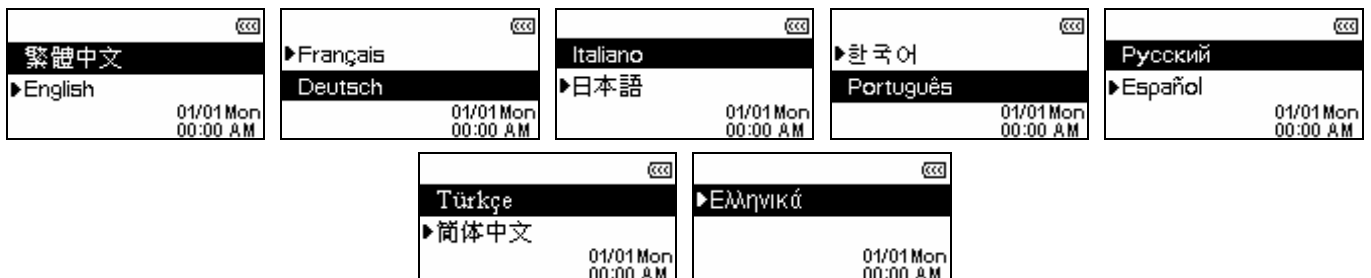 繁體中文
English
01/01 Mon
00:00 AM
Français
Deutsch
01/01 Mon
00:00 AM
Italiano
日本語
01/01 Mon
00:00 AM
한국어
Português
01/01 Mon
00:00 AM
Русский
Español
01/01 Mon
00:00 AM
Türkçe
简体中文
01/01 Mon
00:00 AM
Ελληνικά
01/01 Mon
00:00 AM